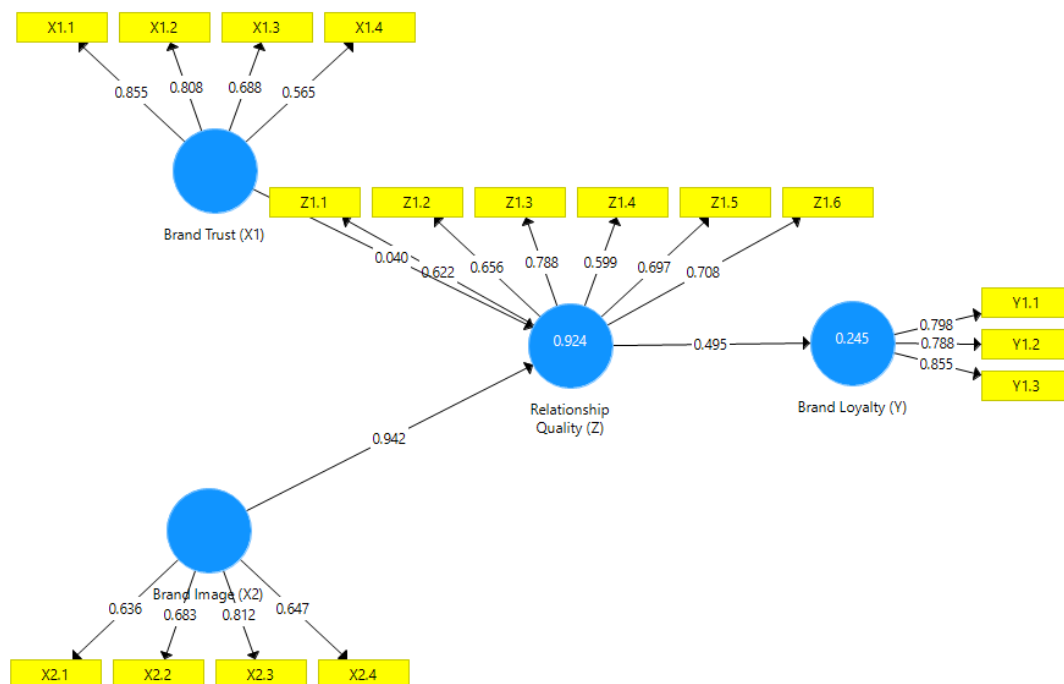 X1.1 X1.2 X1.3 X1.4
0.855 0.808 0.688 0.565
Brand Trust (X1)
Z1.1 Z1.2 Z1.3 Z1.4 Z1.5 Z1.6
0.040 0.622 0.656 0.788 0.599 0.697 0.708
0.924
0.495
0.245
Relationship
Quality (Z)
Brand Loyalty (Y)
0.798
0.788
0.855
Y1.1
Y1.2
Y1.3
0.942
Brand Image (X2)
0.636 0.683 0.812 0.647
X2.1 X2.2 X2.3 X2.4